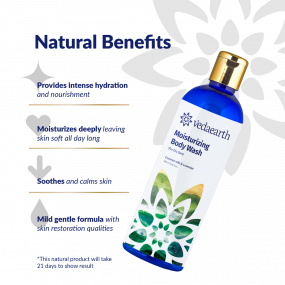 Natural Benefits
Provides intense hydration
and nourishment
Moisturizes deeply leaving
skin soft all day long
Soothes and calms skin
Mild gentle formula with
skin restoration qualities
*This natural product will take
21 days to show result
Vedaearth
Moisturizing
Body Wash